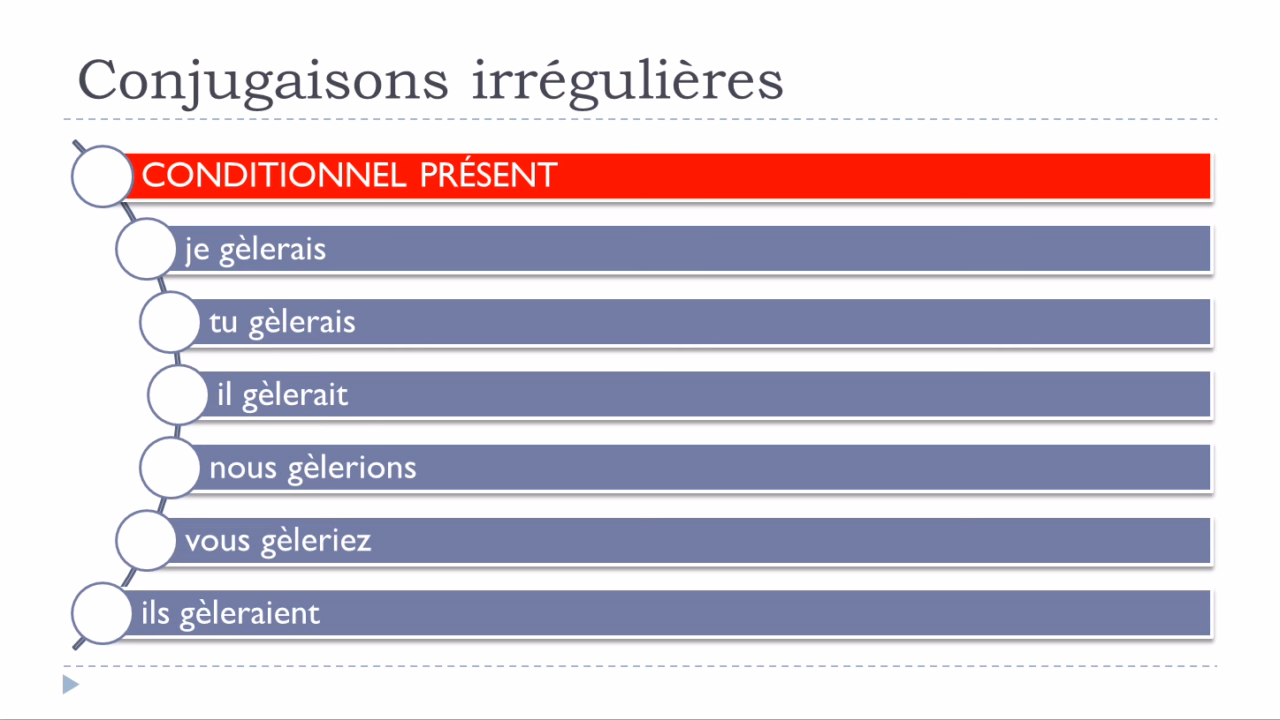 Conjugaisons irrégulières
CONDITIONNEL PRÉSENT
je gèlerais
tu gèlerais
il gèlerait
nous gèlerions
vous gèleriez
ils gèleraient